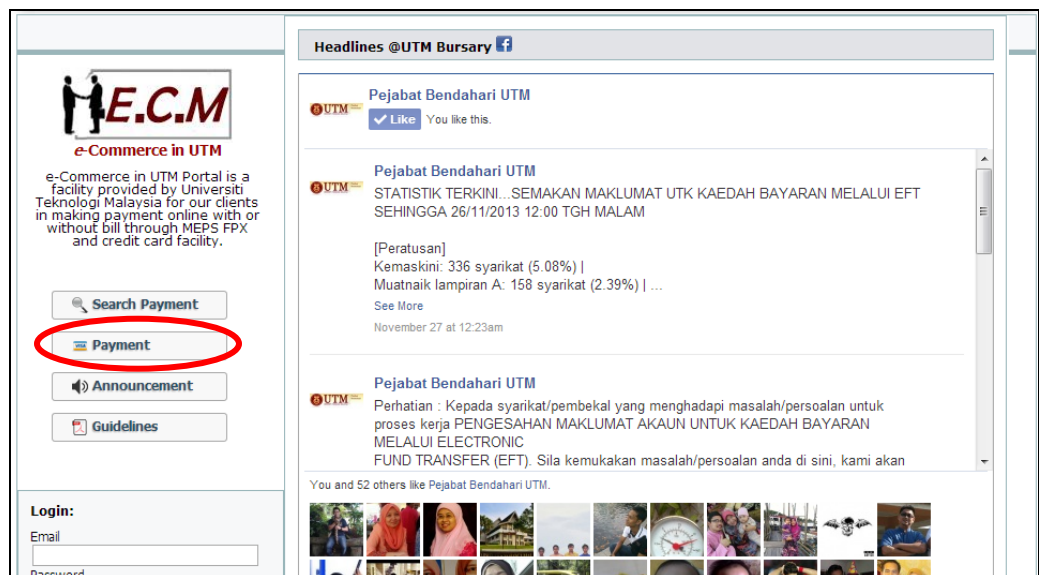 Headlines @UTM Bursary
E.C.M
e-Commerce in UTM
e-Commerce in UTM Portal is a
facility provided by Universiti
Teknologi Malaysia for our clients
in making payment online with or
without bill through MEPS FPX
and credit card facility.
Search Payment
VISA Payment
Announcement
Guidelines
Login:
Email
Password
UTM
Pejabat Bendahari UTM
Like You like this.
UTM
Pejabat Bendahari UTM
STATISTIK TERKINI...SEMAKAN MAKLUMAT UTK KAEDAH BAYARAN MELALUI EFT
SEHINGGA 26/11/2013 12:00 TGH MALAM
[Peratusan]
Kemaskini: 336 syarikat (5.08%) |
Muatnaik lampiran A: 158 syarikat (2.39%) | ...
See More
November 27 at 12:23am
UTM
Pejabat Bendahari UTM
Perhatian : Kepada syarikat/pembekal yang menghadapi masalah/persoalan untuk
proses kerja PENGESAHAN MAKLUMAT AKAUN UNTUK KAEDAH BAYARAN
MELALUI ELECTRONIC
FUND TRANSFER (EFT). Sila kemukakan masalah/persoalan anda di sini, kami akan
You and 52 others like Pejabat Bendahari UTM.